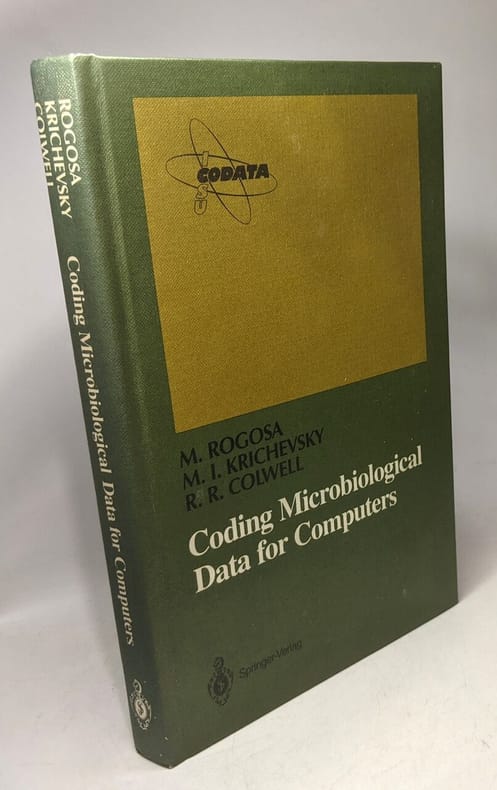 ROGOSA
KRICHEVSKY
COLWELL
Coding Microbiological Data for Computers
ICSU
CODATA
M. ROGOSA
M. I. KRICHEVSKY
R. R. COLWELL
Coding Microbiological
Data for Computers
Springer-Verlag